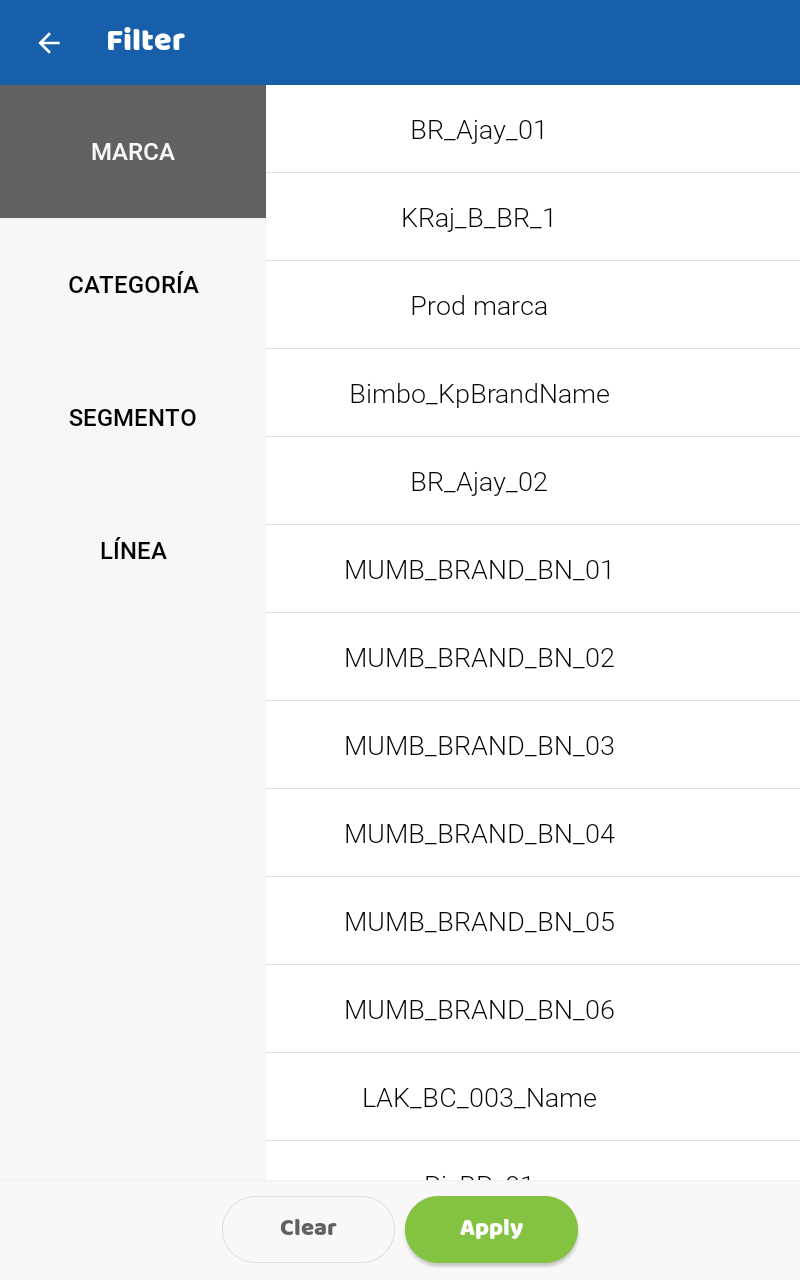 Filter
MARCA
CATEGORÍA
SEGMENTO
LÍNEA
BR_Ajay_01
KRaj_B_BR_1
Prod marca
Bimbo_KpBrandName
BR_Ajay_02
MUMB_BRAND_BN_01
MUMB_BRAND_BN_02
MUMB_BRAND_BN_03
MUMB_BRAND_BN_04
MUMB_BRAND_BN_05
MUMB_BRAND_BN_06
LAK_BC_003_Name
Clear
Apply